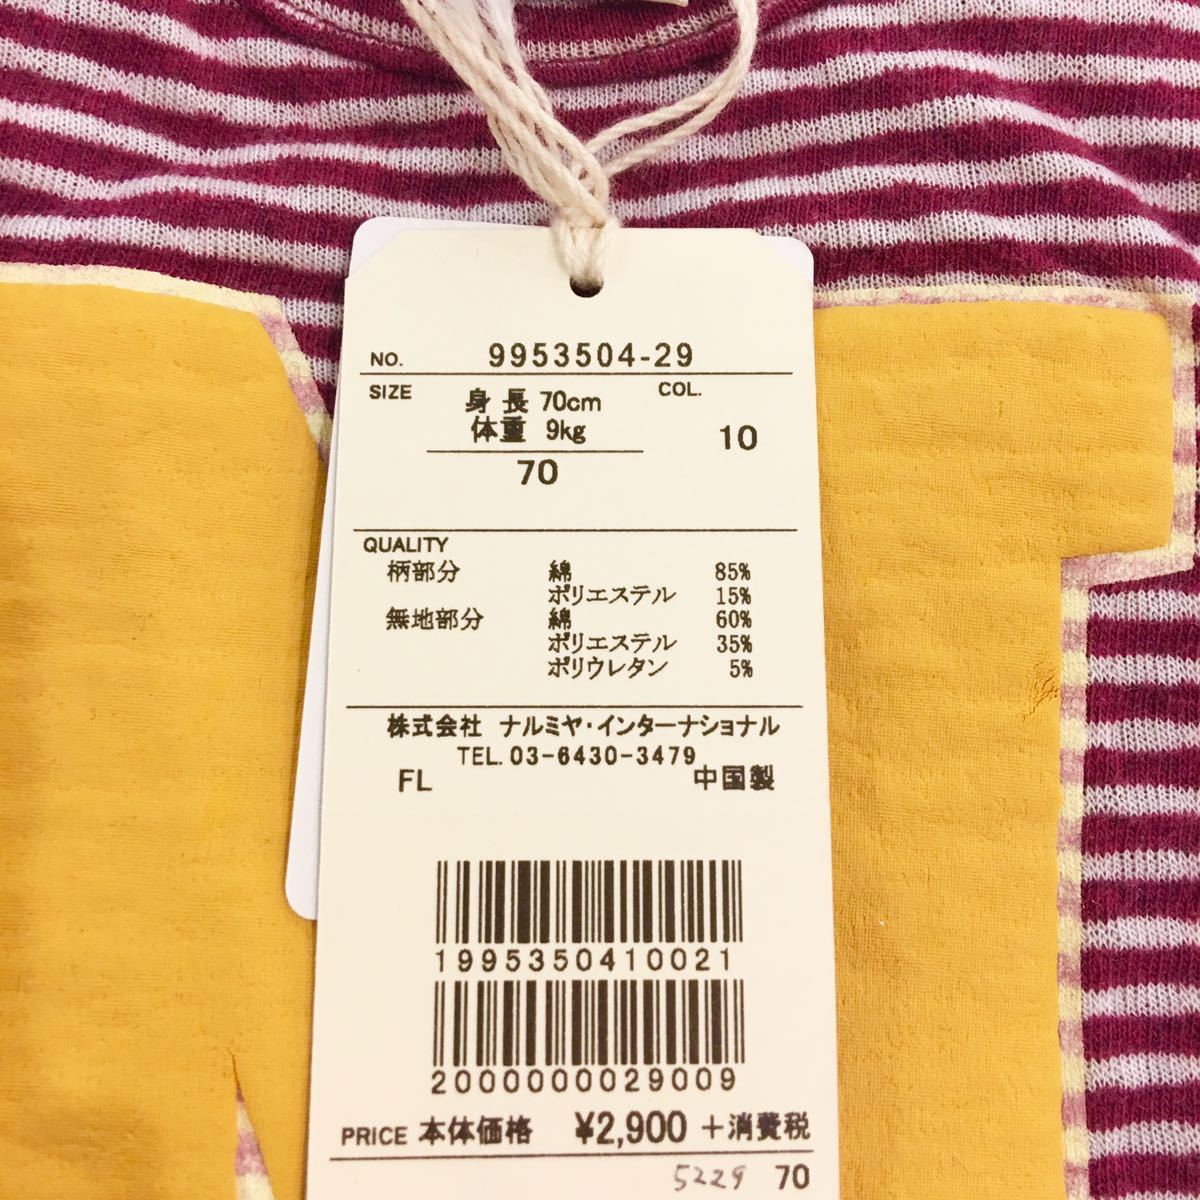 NO. 9953504-29
SIZE 身長 70cm COL.
体重 9kg 10
70
QUALITY
柄部分 綿 85%
ポリエステル 15%
無地部分 綿 60%
ポリエステル 35%
ポリウレタン 5%
株式会社 ナルミヤ・インターナショナル
TEL. 03-6430-3479
FL 中国製
1995350410021
2000000029009
PRICE 本体価格 ¥2,900 +消費税
5229 70